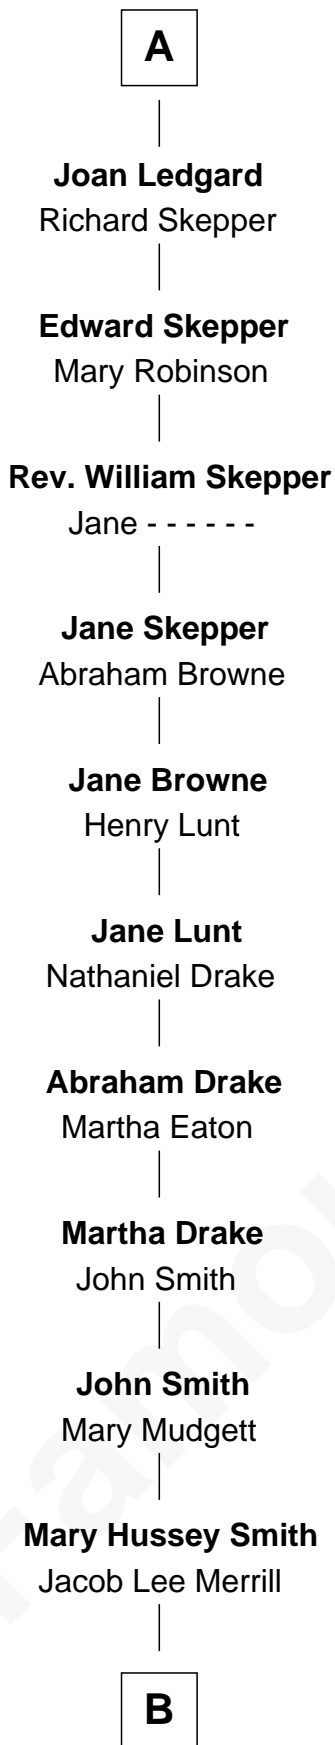 A
Joan Ledgard
Richard Skepper
Edward Skepper
Mary Robinson
Rev. William Skepper
Jane - - - - - -
Jane Skepper
Abraham Browne
Jane Browne
Henry Lunt
Jane Lunt
Nathaniel Drake
Abraham Drake
Martha Eaton
Martha Drake
John Smith
John Smith
Mary Mudgett
Mary Hussey Smith
Jacob Lee Merrill
B